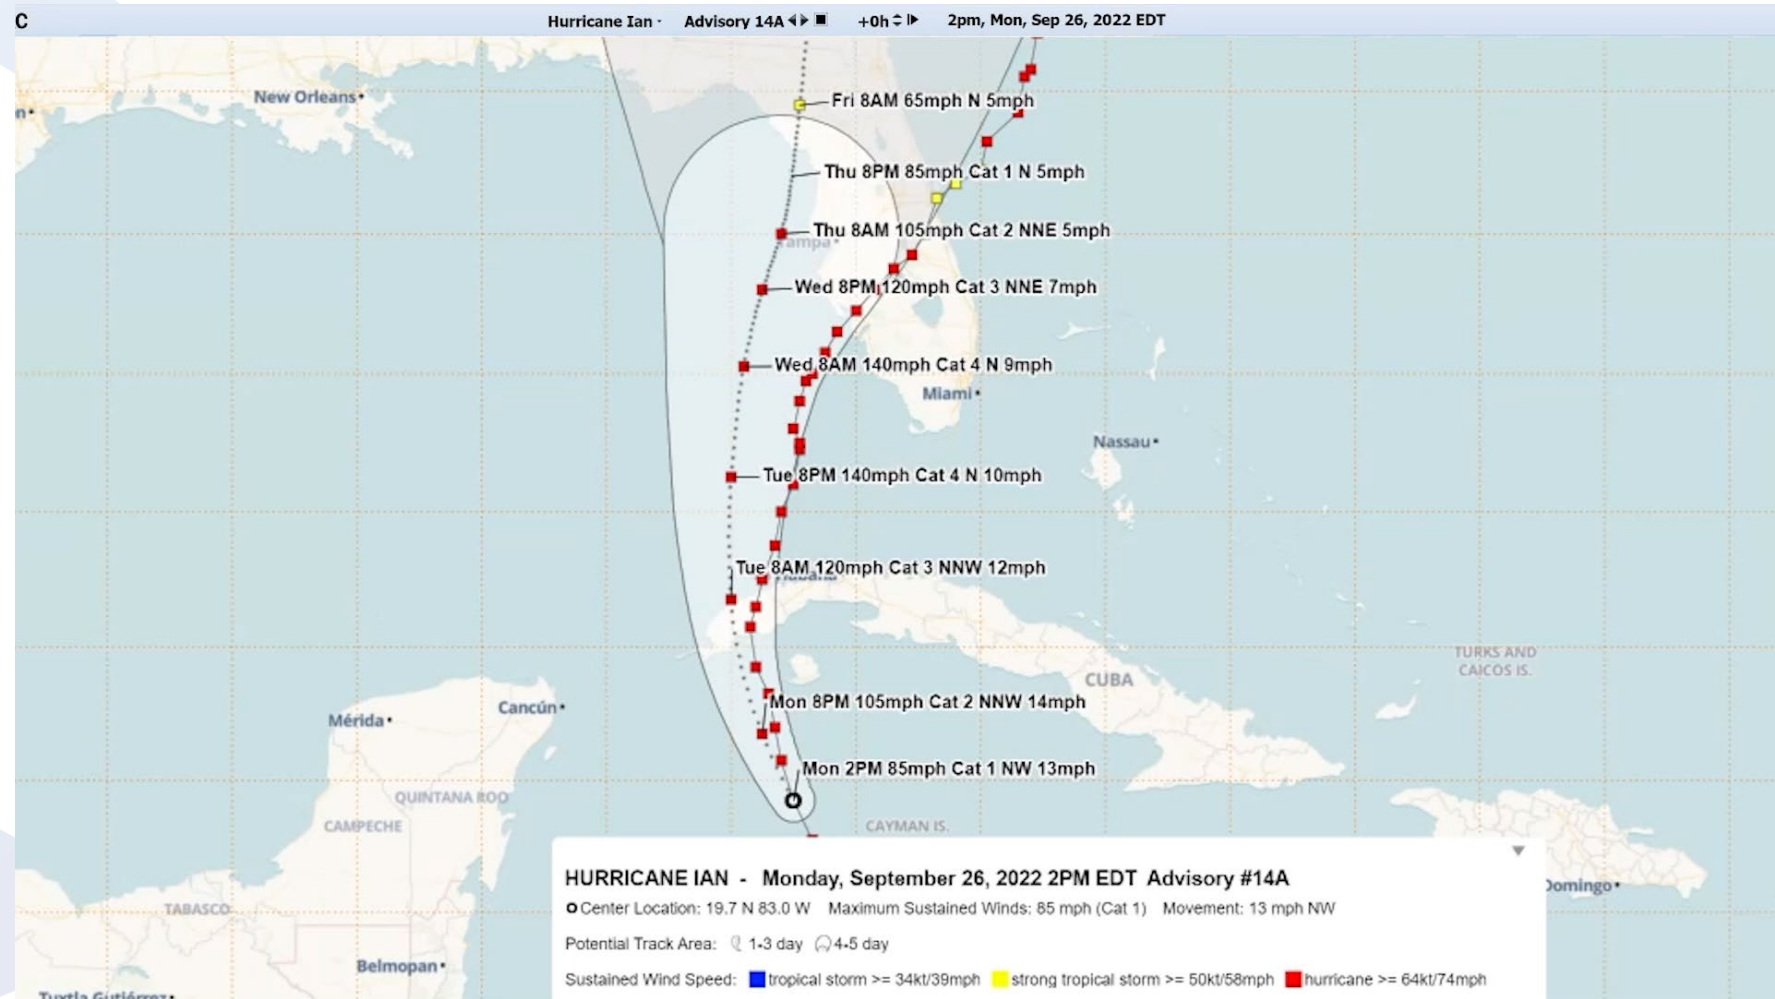 C
Hurricane Ian Advisory 14A +0h 2pm, Mon, Sep 26, 2022 EDT
New Orleans
Fri 8AM 65mph N 5mph
Thu 8PM 85mph Cat 1 N 5mph
Thu 8AM 105mph Cat 2 NNE 5mph
Tampa
Wed 8PM 120mph Cat 3 NNE 7mph
Wed 8AM 140mph Cat 4 N 9mph
Miami
Nassau
Tue 8PM 140mph Cat 4 N 10mph
Tue 8AM 120mph Cat 3 NNW 12mph
TURKS AND
CAICOS IS.
CUBA
Mon 8PM 105mph Cat 2 NNW 14mph
Cancún
Mérida
Mon 2PM 85mph Cat 1 NW 13mph
QUINTANA ROO
CAMPECHE
CAYMAN IS.
HURRICANE IAN - Monday, September 26, 2022 2PM EDT Advisory #14A
Domingo
Center Location: 19.7 N 83.0 W Maximum Sustained Winds: 85 mph (Cat 1) Movement: 13 mph NW
TABASCO
Potential Track Area: 1-3 day 4-5 day
Belmopan
Sustained Wind Speed: tropical storm >= 34kt/39mph strong tropical storm >= 50kt/58mph hurricane >= 64kt/74mph
Tuxtla Gutiérrez